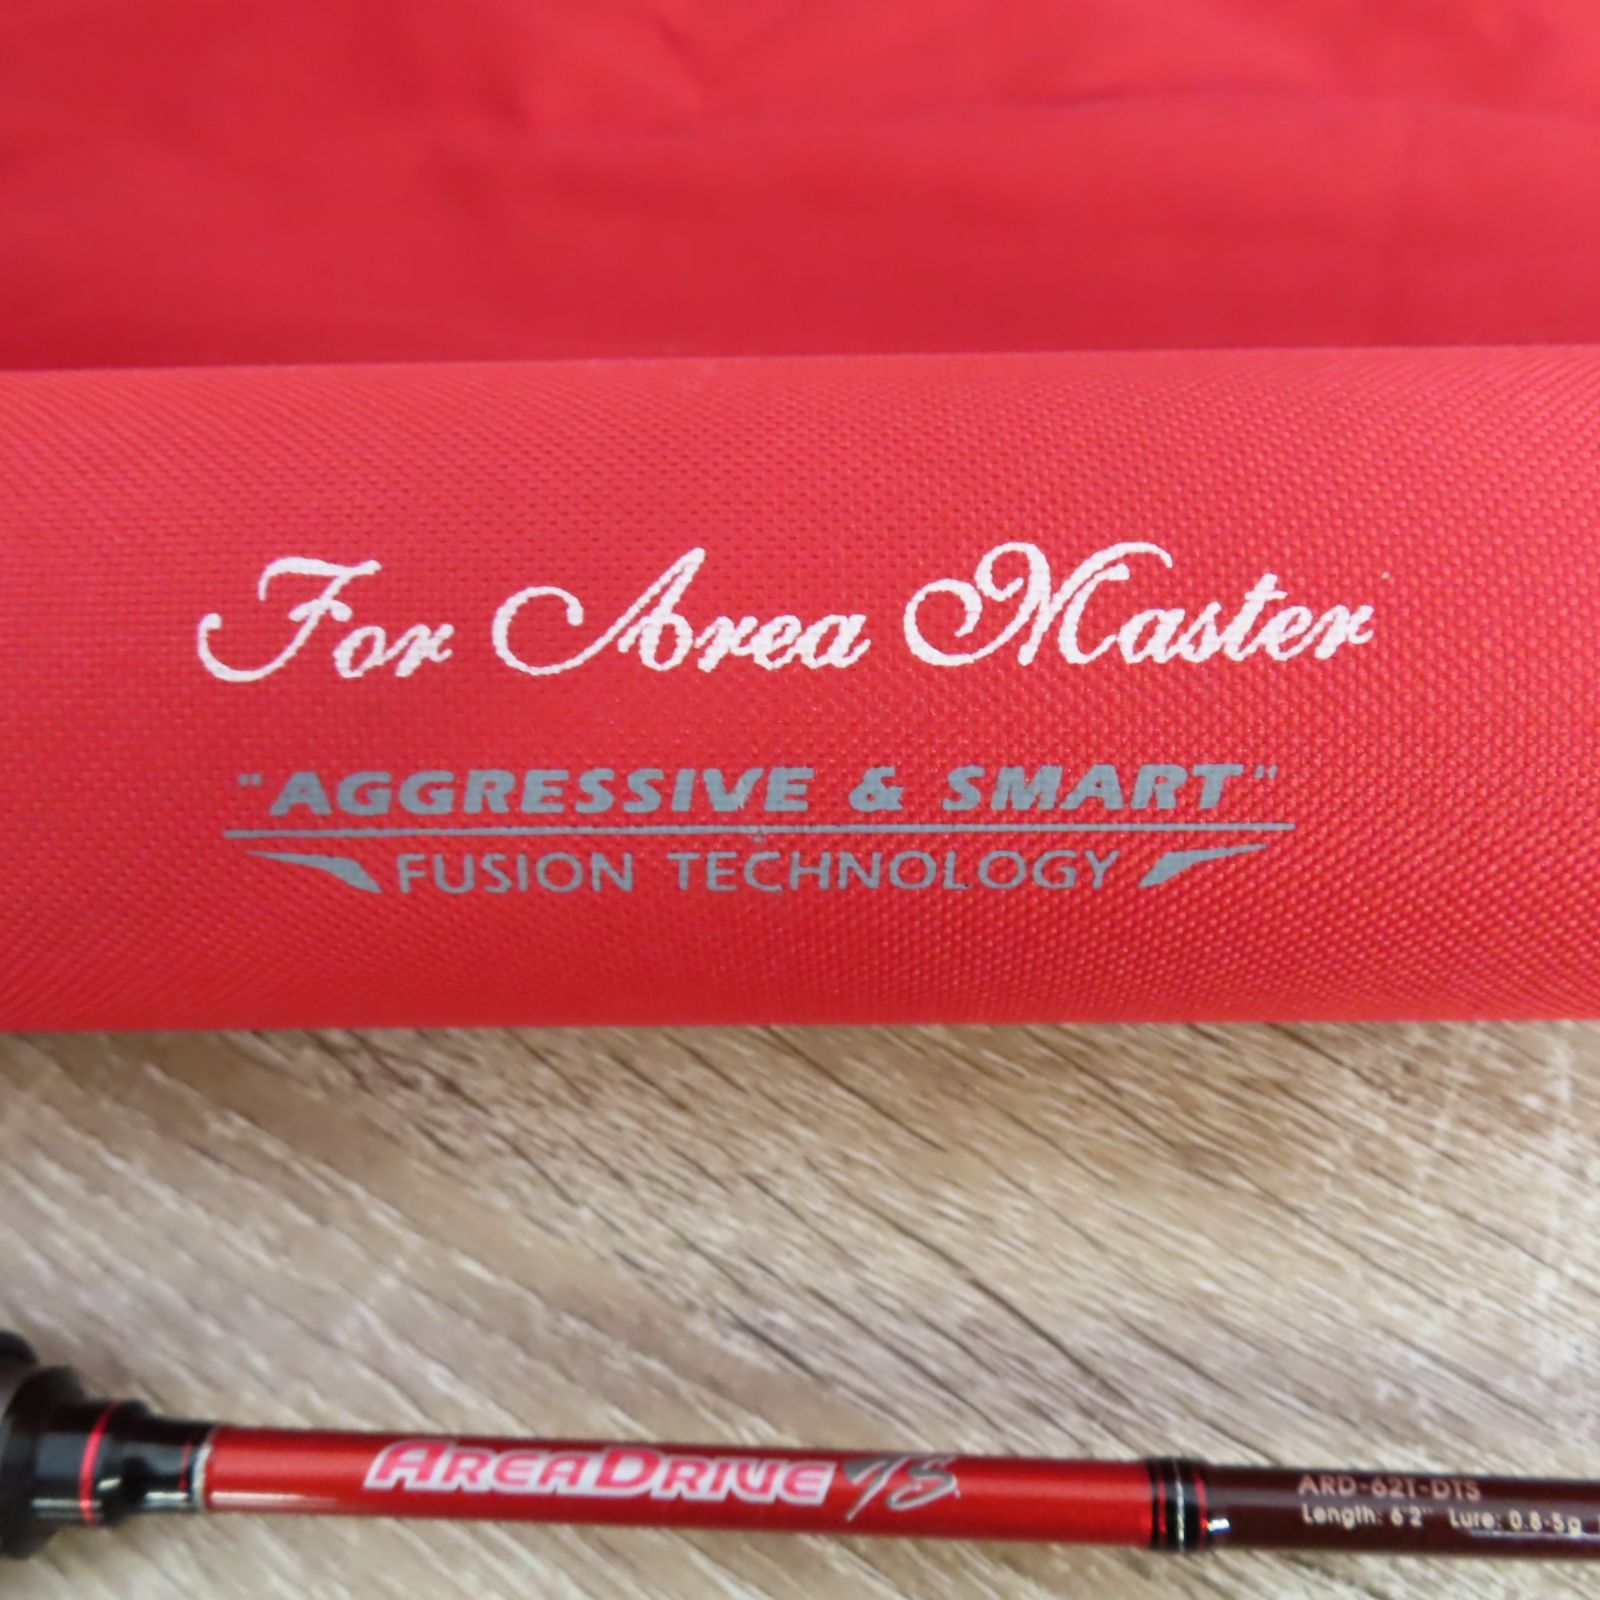 For Area Master
"AGGRESSIVE & SMART"
FUSION TECHNOLOGY
AREADRIVE TS
ARD-62T-DTS
Length: 6'2" Lure: 0.8-5g